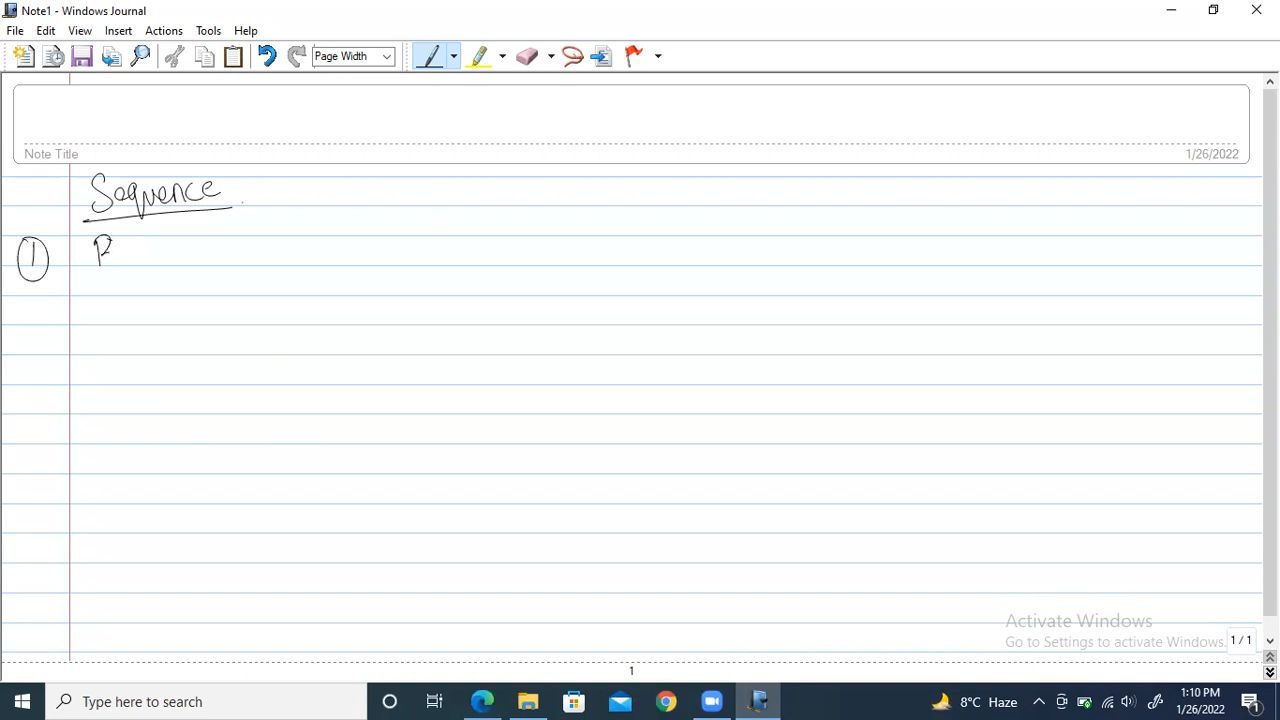 Note1 - Windows Journal
File Edit View Insert Actions Tools Help
Page Width
Note Title 1/26/2022
Sequence
1 P
Activate Windows
Go to Settings to activate Windows.
1 / 1
1
Type here to search
8°C Haze
1:10 PM
1/26/2022
1